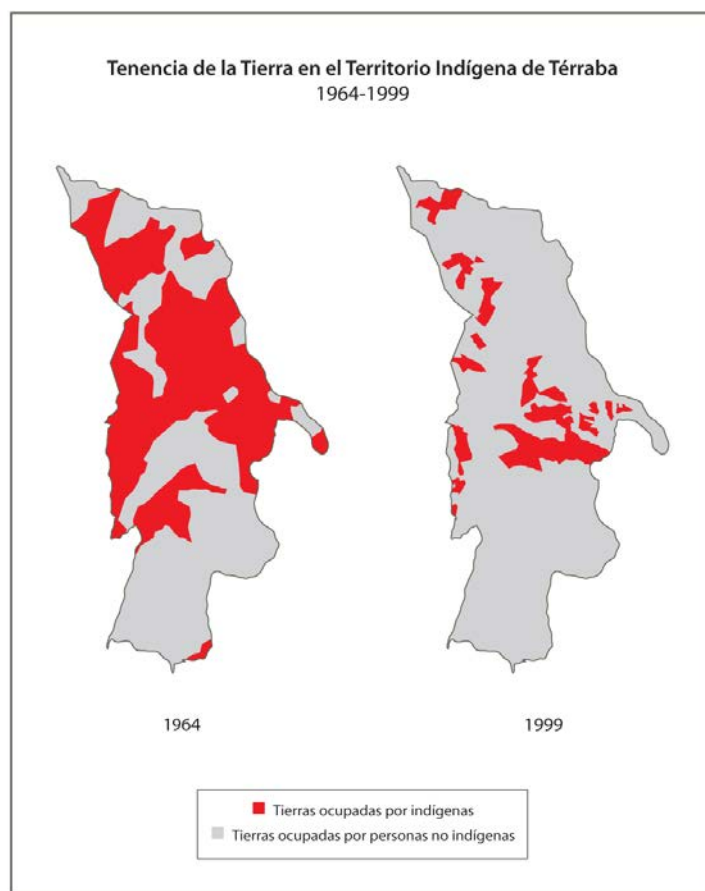 Tenencia de la Tierra en el Territorio Indígena de Térraba
1964-1999
1964
1999
Tierras ocupadas por indígenas
Tierras ocupadas por personas no indígenas